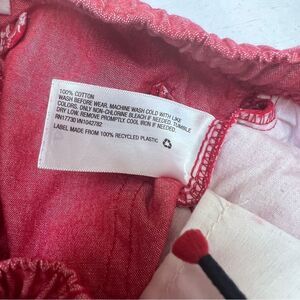 100% COTTON
WASH BEFORE WEAR. MACHINE WASH COLD WITH LIKE
COLORS. ONLY NON-CHLORINE BLEACH IF NEEDED. TUMBLE
DRY LOW. REMOVE PROMPTLY. COOL IRON IF NEEDED.
RN17730 VN1042782
LABEL MADE FROM 100% RECYCLED PLASTIC